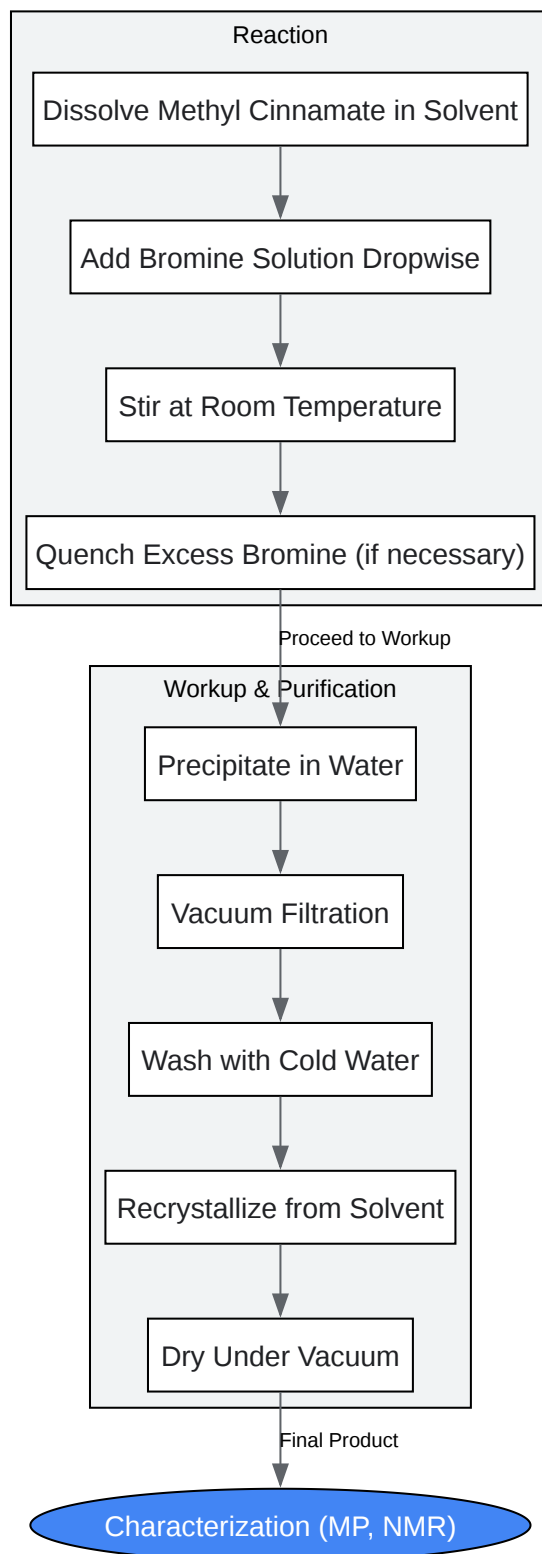 Reaction
Dissolve Methyl Cinnamate in Solvent
Add Bromine Solution Dropwise
Stir at Room Temperature
Quench Excess Bromine (if necessary)
Proceed to Workup
Workup & Purification
Precipitate in Water
Vacuum Filtration
Wash with Cold Water
Recrystallize from Solvent
Dry Under Vacuum
Final Product
Characterization (MP, NMR)